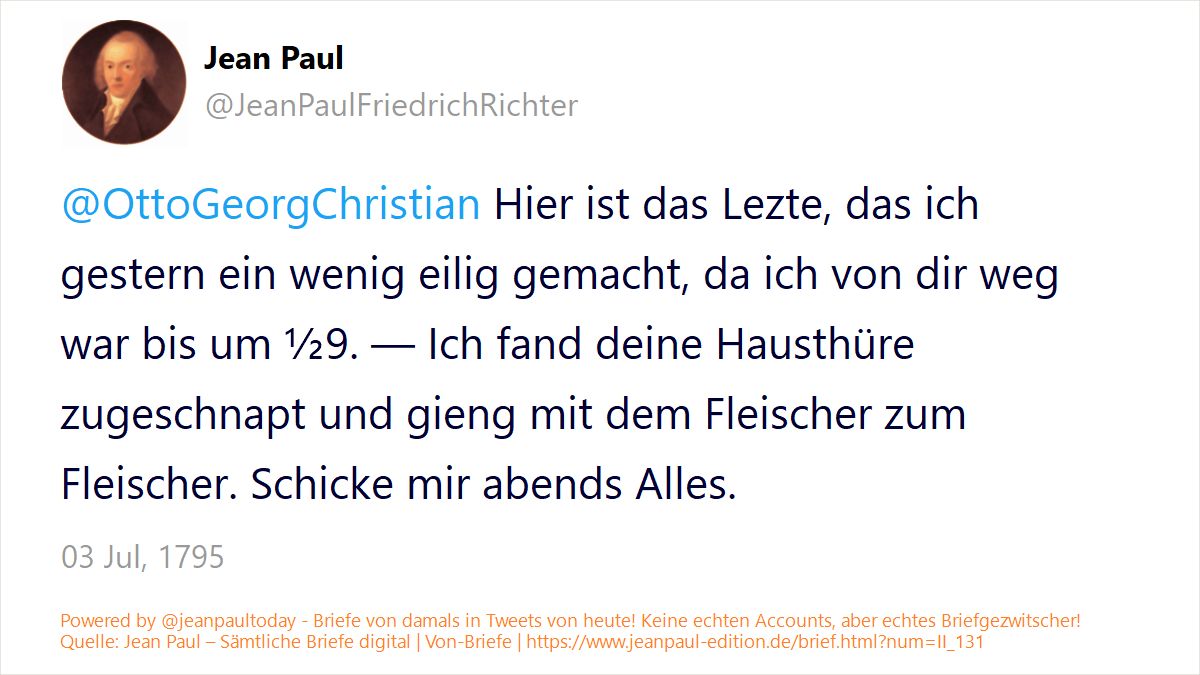 Jean Paul
@JeanPaulFriedrichRichter
@OttoGeorgChristian Hier ist das Lezte, das ich
gestern ein wenig eilig gemacht, da ich von dir weg
war bis um ½9. — Ich fand deine Hausthüre
zugeschnapt und gieng mit dem Fleischer zum
Fleischer. Schicke mir abends Alles.
03 Jul, 1795
Powered by @jeanpaultoday - Briefe von damals in Tweets von heute! Keine echten Accounts, aber echtes Briefgezwitscher!
Quelle: Jean Paul – Sämtliche Briefe digital | Von-Briefe | https://www.jeanpaul-edition.de/brief.html?num=II_131